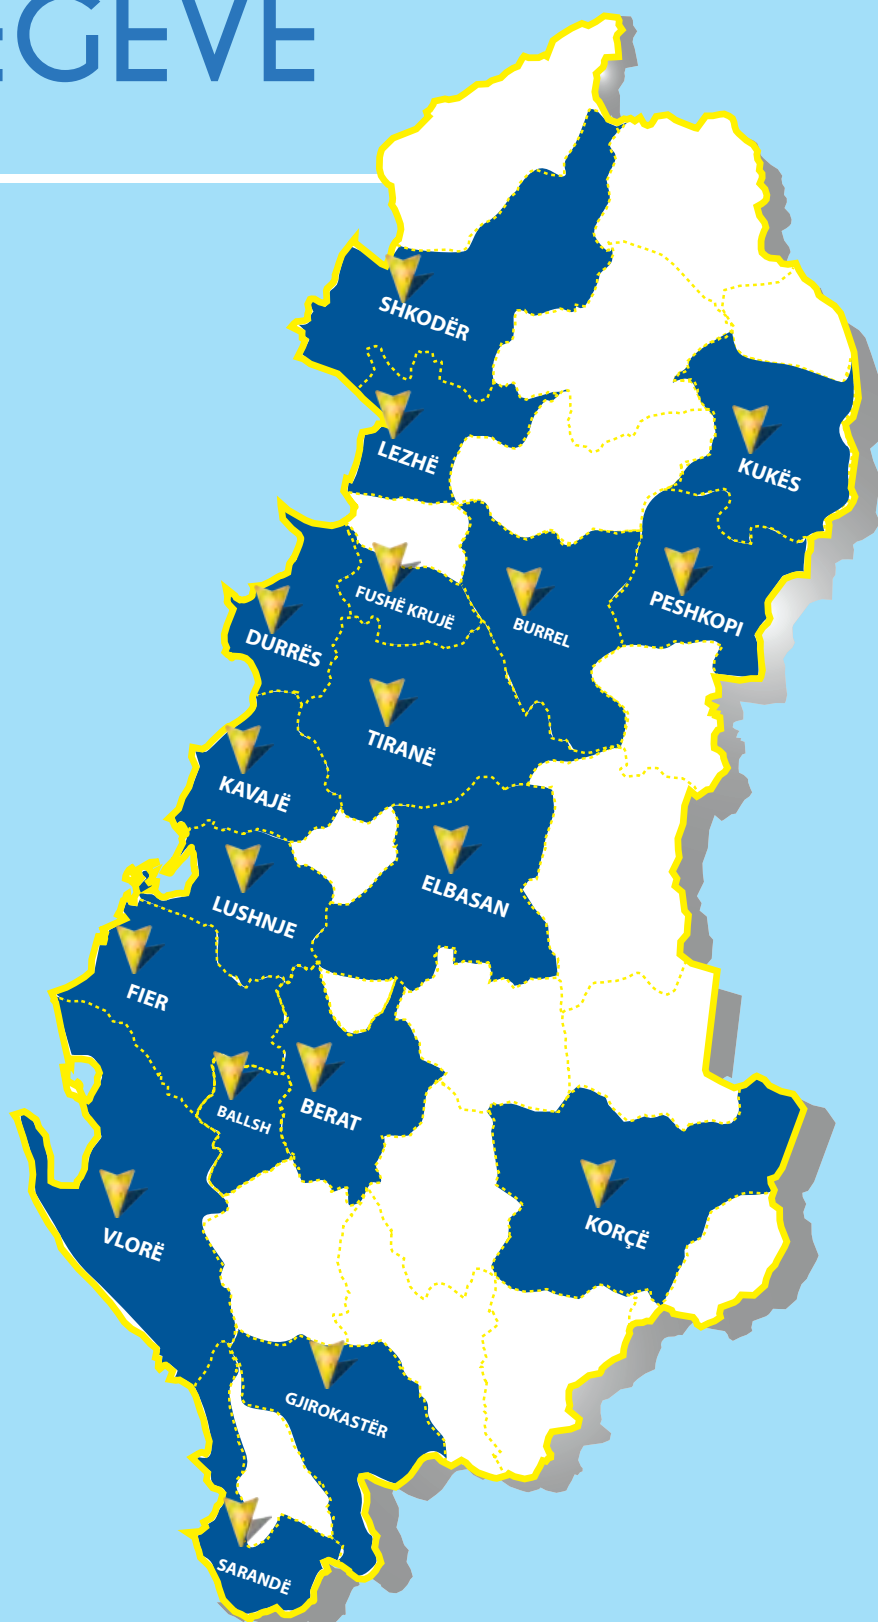 EGEVE
SHKODËR
LEZHË
KUKËS
FUSHË KRUJË
BURREL
PESHKOPI
DURRËS
TIRANË
KAVAJË
ELBASAN
LUSHNJE
FIER
BALLSH
BERAT
VLORË
KORÇË
GJIROKASTËR
SARANDË